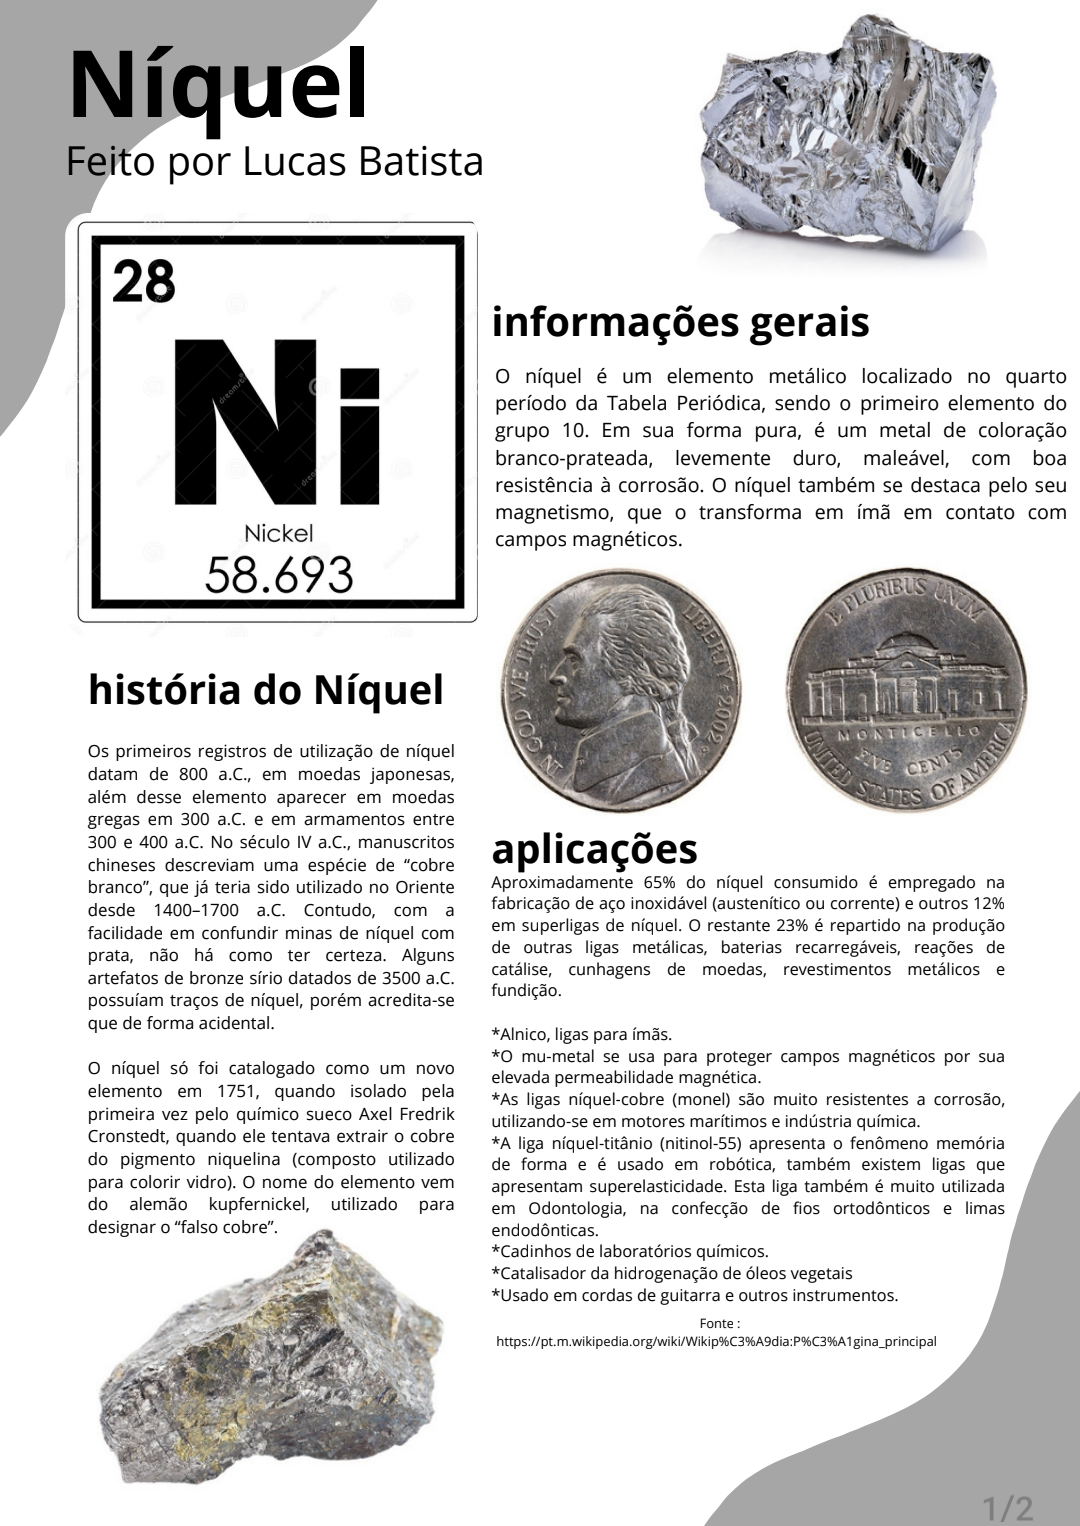 Níquel
Feito por Lucas Batista
28
Ni
Nickel
58.693
informações gerais
O níquel é um elemento metálico localizado no quarto
período da Tabela Periódica, sendo o primeiro elemento do
grupo 10. Em sua forma pura, é um metal de coloração
branco-prateada, levemente duro, maleável, com boa
resistência à corrosão. O níquel também se destaca pelo seu
magnetismo, que o transforma em ímã em contato com
campos magnéticos.
IN GOD WE TRUST
LIBERTY 2002
E PLURIBUS UNUM
MONTICELLO
FIVE CENTS
UNITED STATES OF AMERICA
história do Níquel
Os primeiros registros de utilização de níquel
datam de 800 a.C., em moedas japonesas,
além desse elemento aparecer em moedas
gregas em 300 a.C. e em armamentos entre
300 e 400 a.C. No século IV a.C., manuscritos
chineses descreviam uma espécie de “cobre
branco”, que já teria sido utilizado no Oriente
desde 1400–1700 a.C. Contudo, com a
facilidade em confundir minas de níquel com
prata, não há como ter certeza. Alguns
artefatos de bronze sírio datados de 3500 a.C.
possuíam traços de níquel, porém acredita-se
que de forma acidental.
O níquel só foi catalogado como um novo
elemento em 1751, quando isolado pela
primeira vez pelo químico sueco Axel Fredrik
Cronstedt, quando ele tentava extrair o cobre
do pigmento niquelina (composto utilizado
para colorir vidro). O nome do elemento vem
do alemão kupfernickel, utilizado para
designar o “falso cobre”.
aplicações
Aproximadamente 65% do níquel consumido é empregado na
fabricação de aço inoxidável (austenítico ou corrente) e outros 12%
em superligas de níquel. O restante 23% é repartido na produção
de outras ligas metálicas, baterias recarregáveis, reações de
catálise, cunhagens de moedas, revestimentos metálicos e
fundição.
*Alnico, ligas para ímãs.
*O mu-metal se usa para proteger campos magnéticos por sua
elevada permeabilidade magnética.
*As ligas níquel-cobre (monel) são muito resistentes a corrosão,
utilizando-se em motores marítimos e indústria química.
*A liga níquel-titânio (nitinol-55) apresenta o fenômeno memória
de forma e é usado em robótica, também existem ligas que
apresentam superelasticidade. Esta liga também é muito utilizada
em Odontologia, na confecção de fios ortodônticos e limas
endodônticas.
*Cadinhos de laboratórios químicos.
*Catalisador da hidrogenação de óleos vegetais
*Usado em cordas de guitarra e outros instrumentos.
Fonte :
https://pt.m.wikipedia.org/wiki/Wikip%C3%A9dia:P%C3%A1gina_principal
1/2